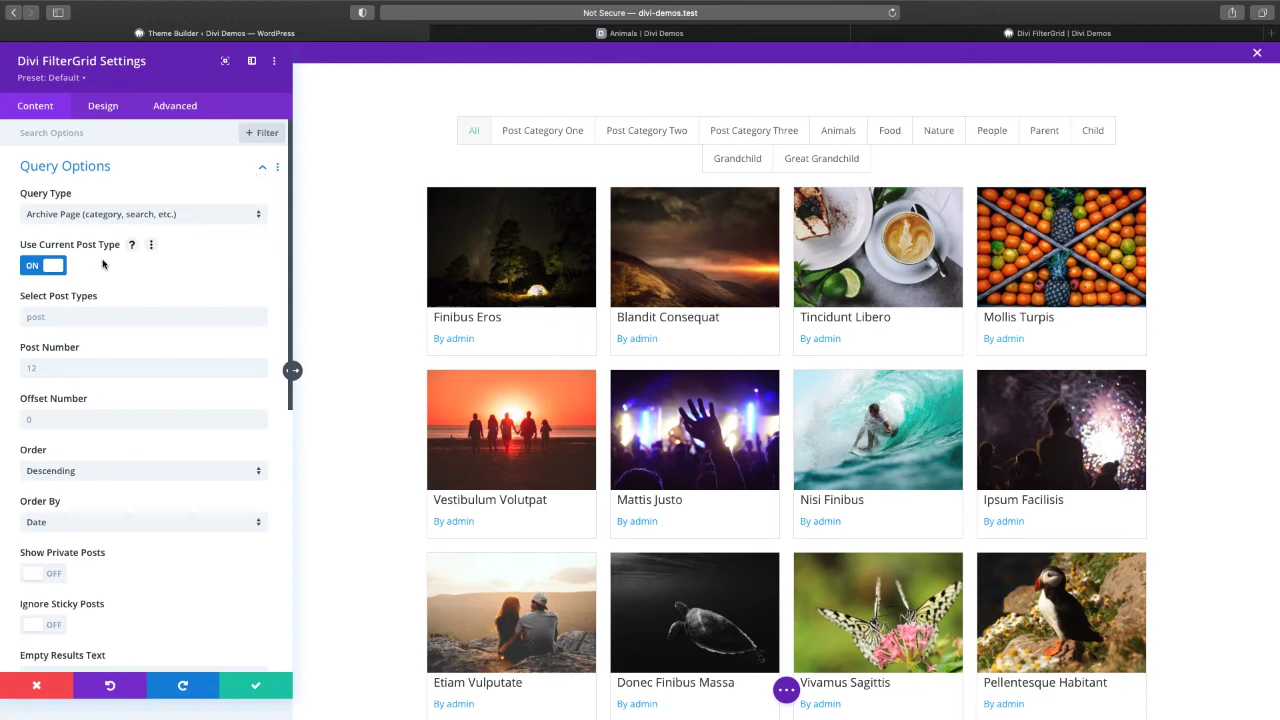 Not Secure — divi-demos.test
Theme Builder ‹ Divi Demos — WordPress
D Animals | Divi Demos
Divi FilterGrid | Divi Demos
Divi FilterGrid Settings
Preset: Default
Content Design Advanced
Search Options
+ Filter
Query Options
Query Type
Archive Page (category, search, etc.)
Use Current Post Type ?
ON
Select Post Types
post
Post Number
12
Offset Number
0
Order
Descending
Order By
Date
Show Private Posts
OFF
Ignore Sticky Posts
OFF
Empty Results Text
All Post Category One Post Category Two Post Category Three Animals Food Nature People Parent Child
Grandchild Great Grandchild
Finibus Eros
By admin
Blandit Consequat
By admin
Tincidunt Libero
By admin
Mollis Turpis
By admin
Vestibulum Volutpat
By admin
Mattis Justo
By admin
Nisi Finibus
By admin
Ipsum Facilisis
By admin
Etiam Vulputate
By admin
Donec Finibus Massa
By admin
Vivamus Sagittis
By admin
Pellentesque Habitant
By admin